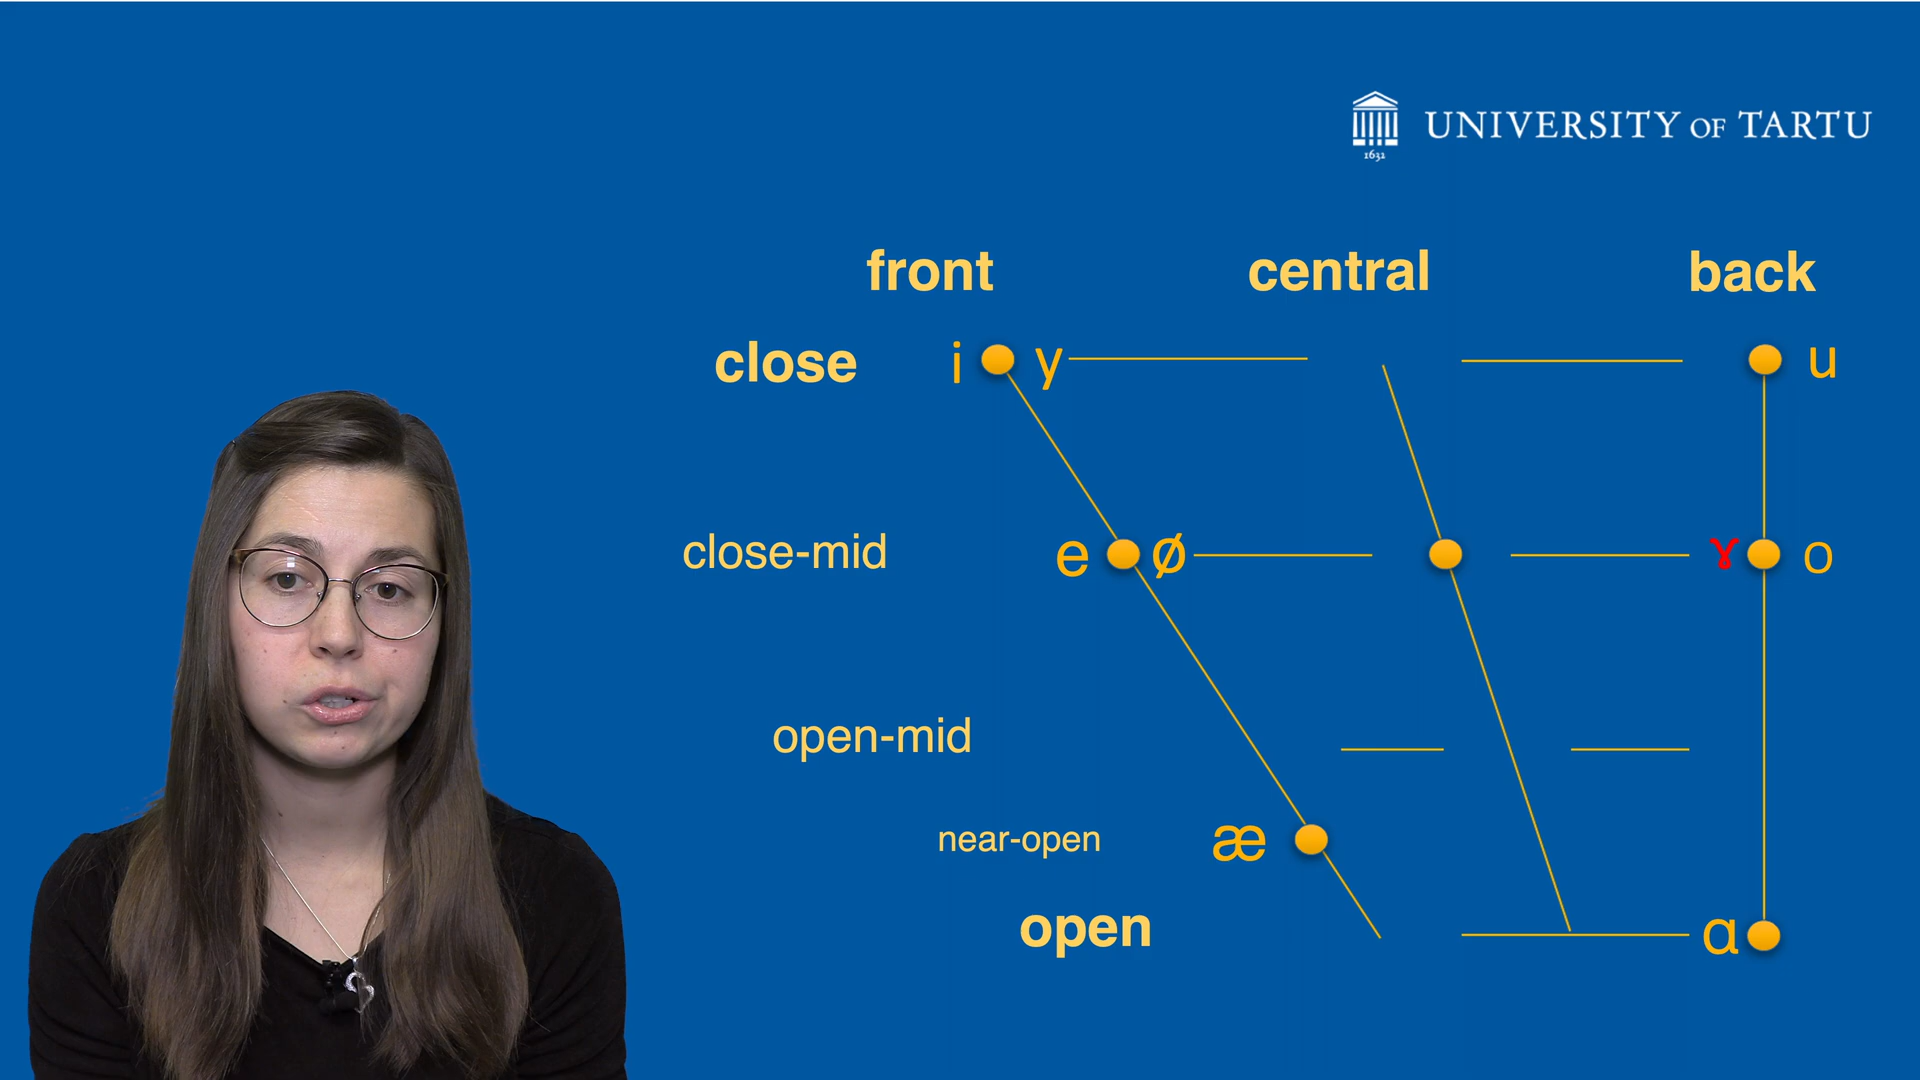 UNIVERSITY OF TARTU
1632
front central back
close i y u
close-mid e ø ɤ o
open-mid
near-open æ
open ɑ